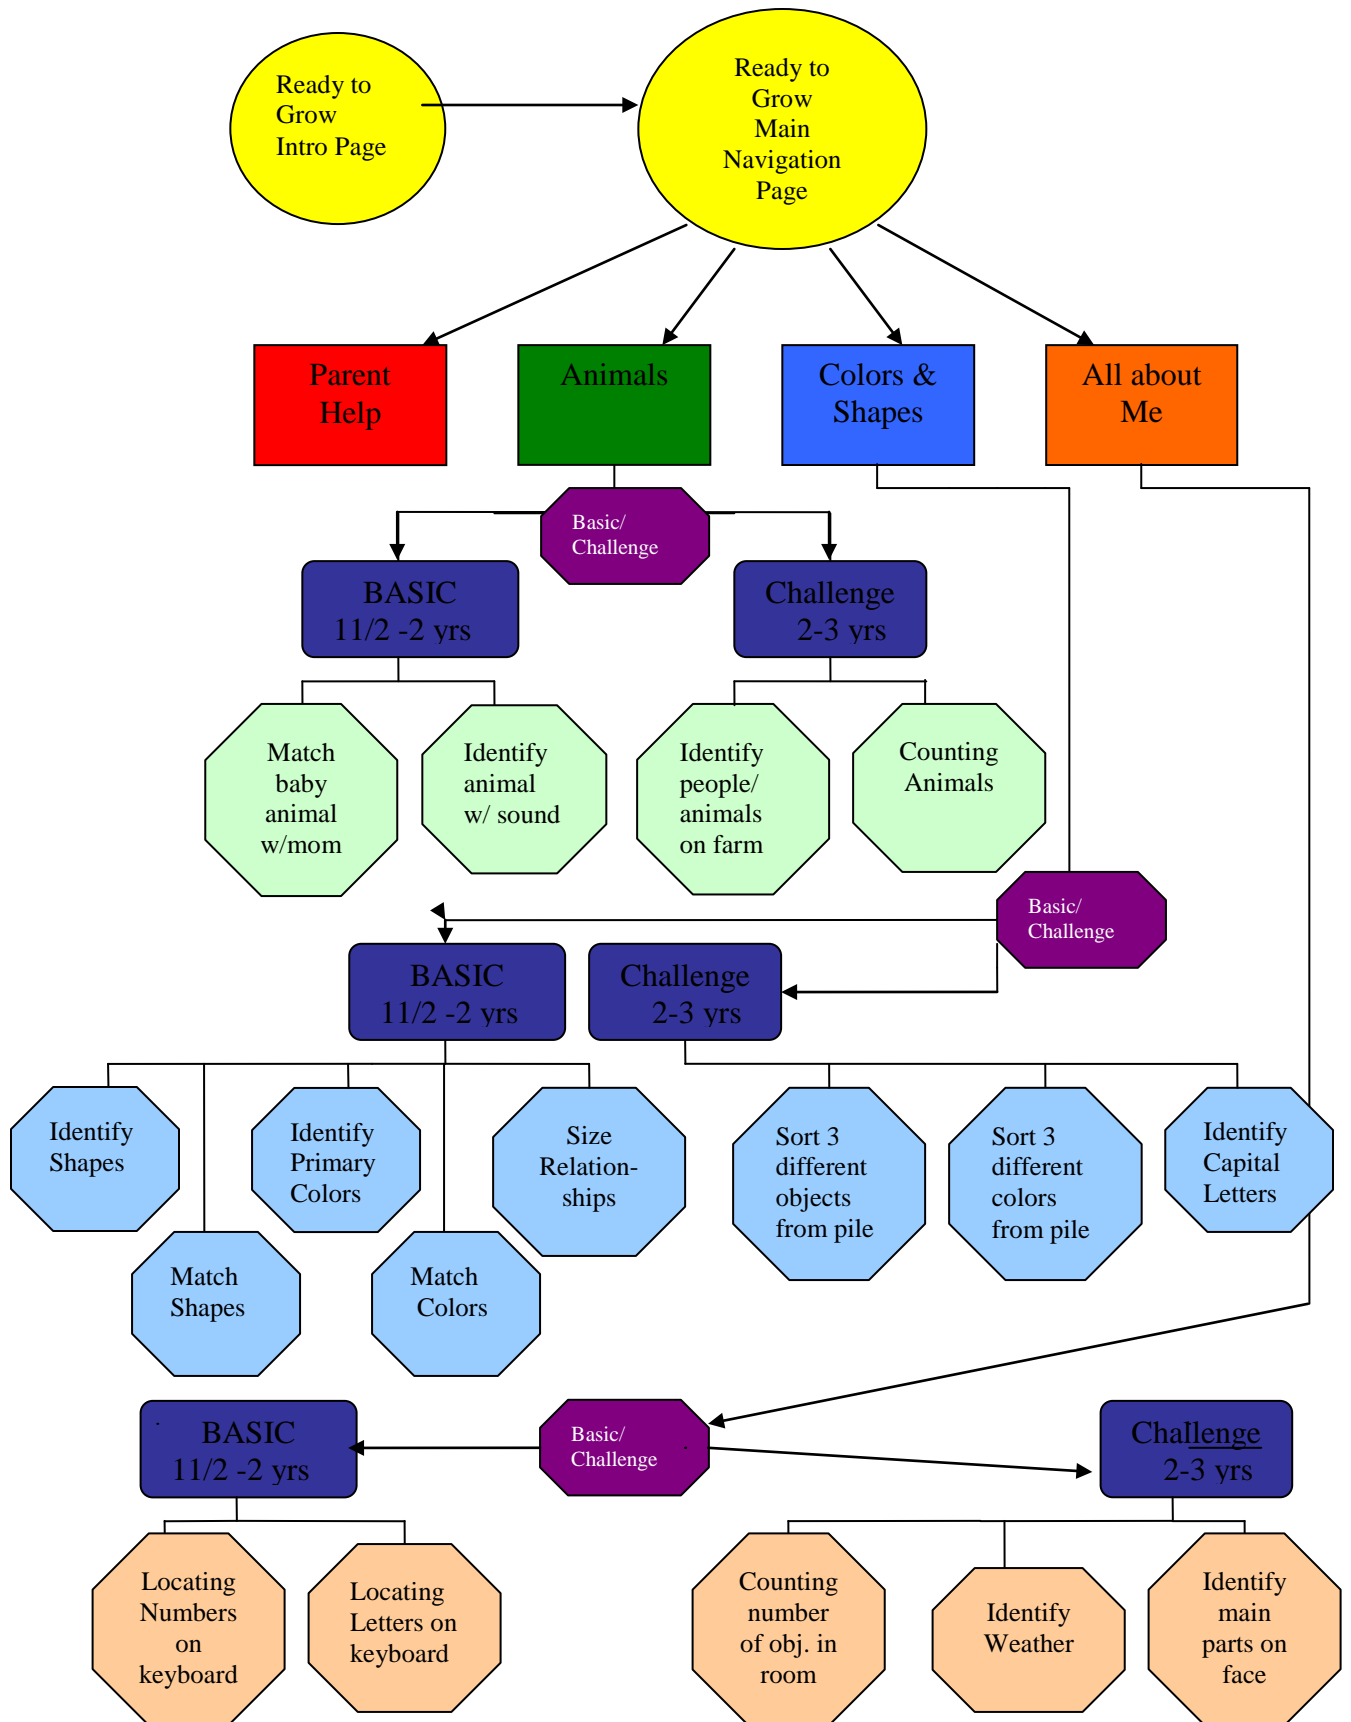 Ready to
Grow
Intro Page
Ready to
Grow
Main
Navigation
Page
Parent
Help
Animals
Colors &
Shapes
All about
Me
Basic/
Challenge
BASIC
11/2 -2 yrs
Challenge
2-3 yrs
Match
baby
animal
w/mom
Identify
animal
w/ sound
Identify
people/
animals
on farm
Counting
Animals
Basic/
Challenge
BASIC
11/2 -2 yrs
Challenge
2-3 yrs
Identify
Shapes
Match
Shapes
Identify
Primary
Colors
Match
Colors
Size
Relation-
ships
Sort 3
different
objects
from pile
Sort 3
different
colors
from pile
Identify
Capital
Letters
Basic/
Challenge
BASIC
11/2 -2 yrs
Challenge
2-3 yrs
Locating
Numbers
on
keyboard
Locating
Letters on
keyboard
Counting
number
of obj. in
room
Identify
Weather
Identify
main
parts on
face